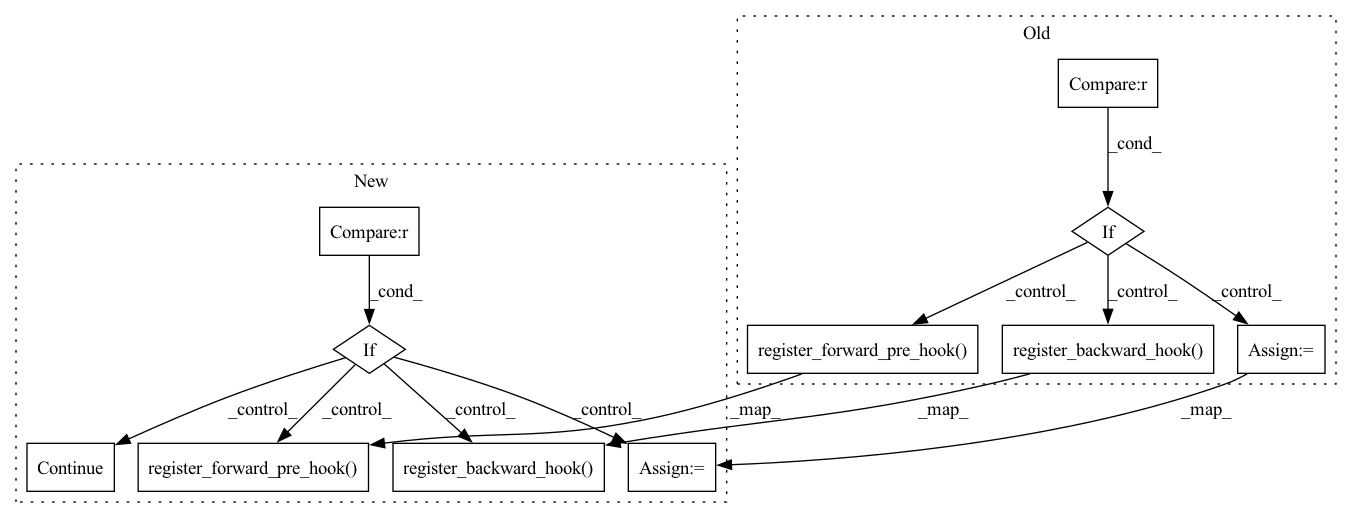 Old
Compare:r
_cond_
If
_control_ _control_ _control_
register_forward_pre_hook() register_backward_hook() Assign:=
New
Compare:r
_cond_
If
_control_ _control_ _control_ _control_
_map_ _map_ _map_
Continue register_forward_pre_hook() register_backward_hook() Assign:=